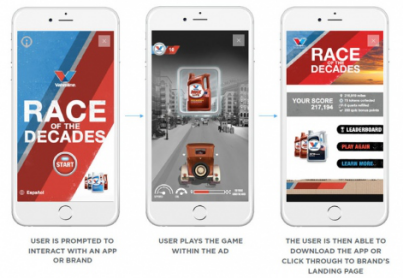 Valvoline
RACE
OF THE
DECADES
START
Español
USER IS PROMPTED TO
INTERACT WITH AN APP
OR BRAND
USER PLAYS THE GAME
WITHIN THE AD
RACE
OF THE
DECADES
YOUR SCORE
217,194
LEADERBOARD
PLAY AGAIN
LEARN MORE
THE USER IS THEN ABLE TO
DOWNLOAD THE APP OR
CLICK THROUGH TO BRAND'S
LANDING PAGE